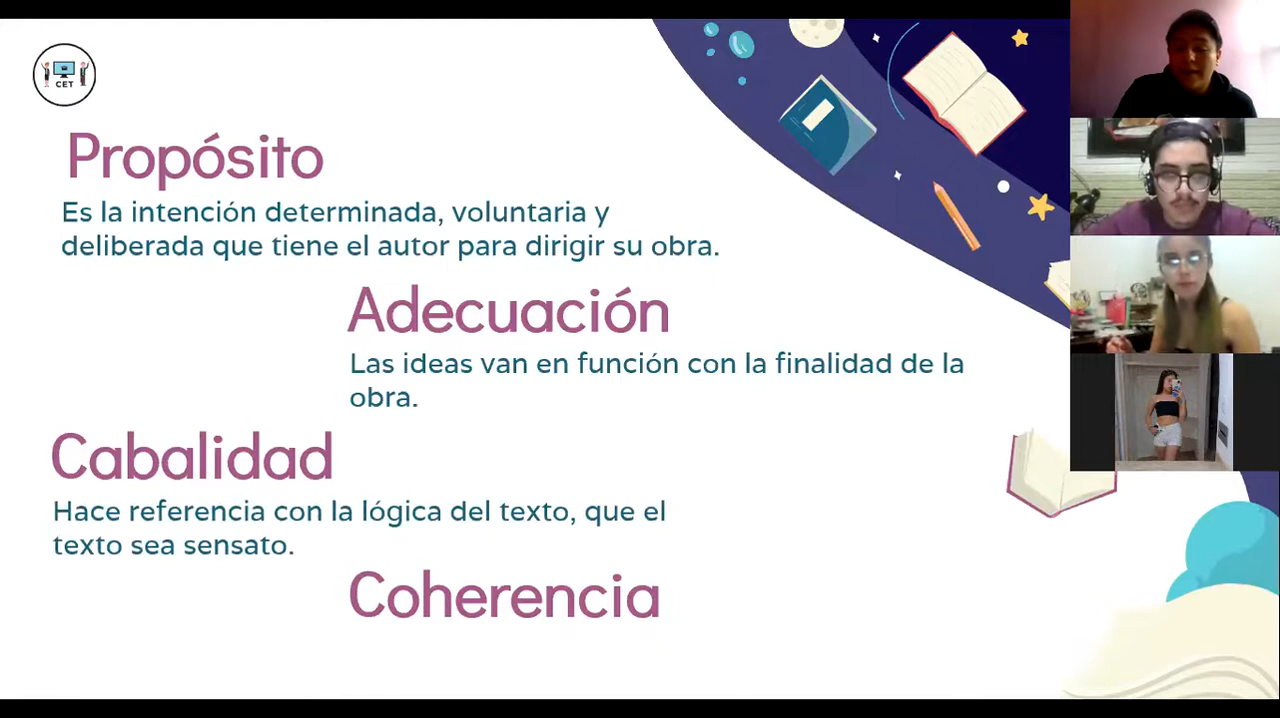 CET
Propósito
Es la intención determinada, voluntaria y
deliberada que tiene el autor para dirigir su obra.
Adecuación
Las ideas van en función con la finalidad de la
obra.
Cabalidad
Hace referencia con la lógica del texto, que el
texto sea sensato.
Coherencia